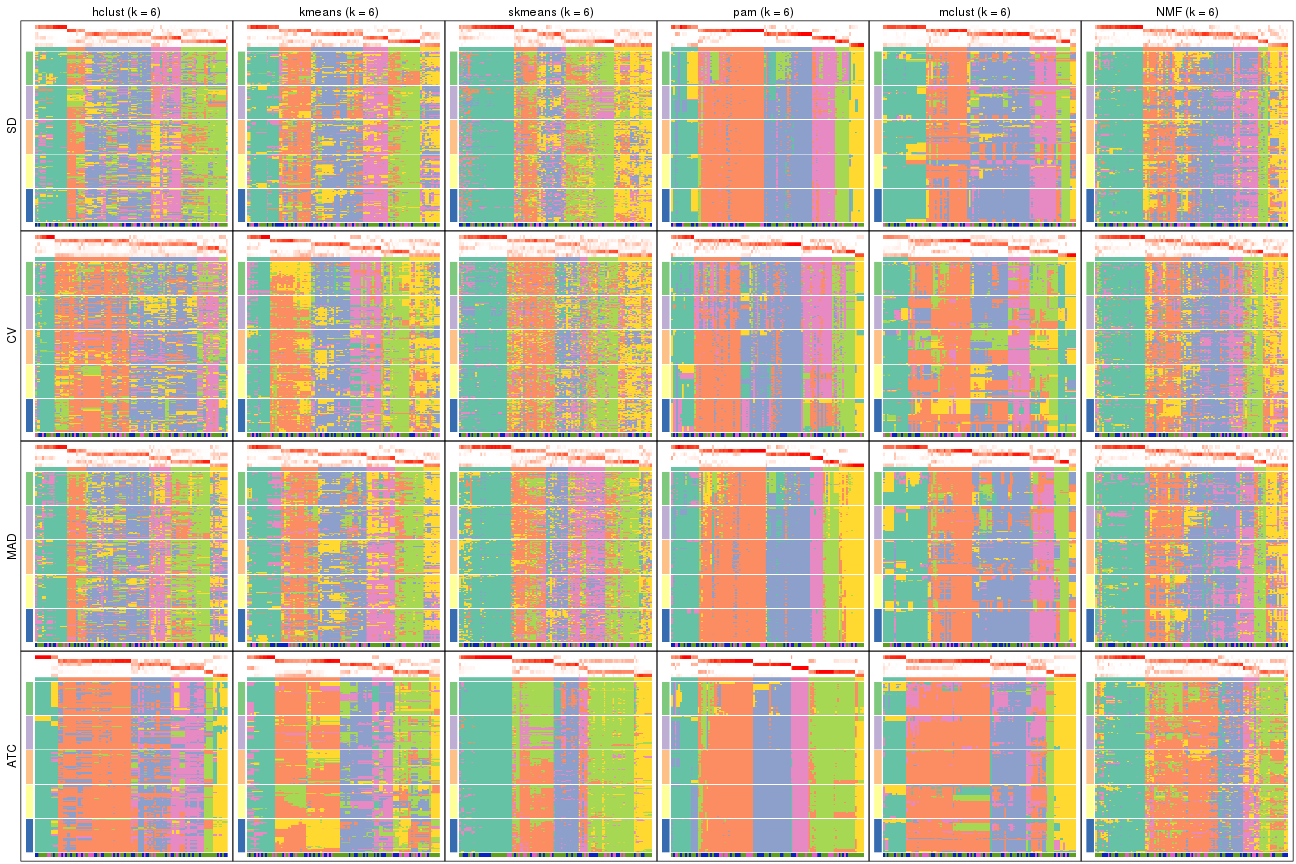 hclust (k = 6)
kmeans (k = 6)
skmeans (k = 6)
pam (k = 6)
mclust (k = 6)
NMF (k = 6)
SD
CV
MAD
ATC